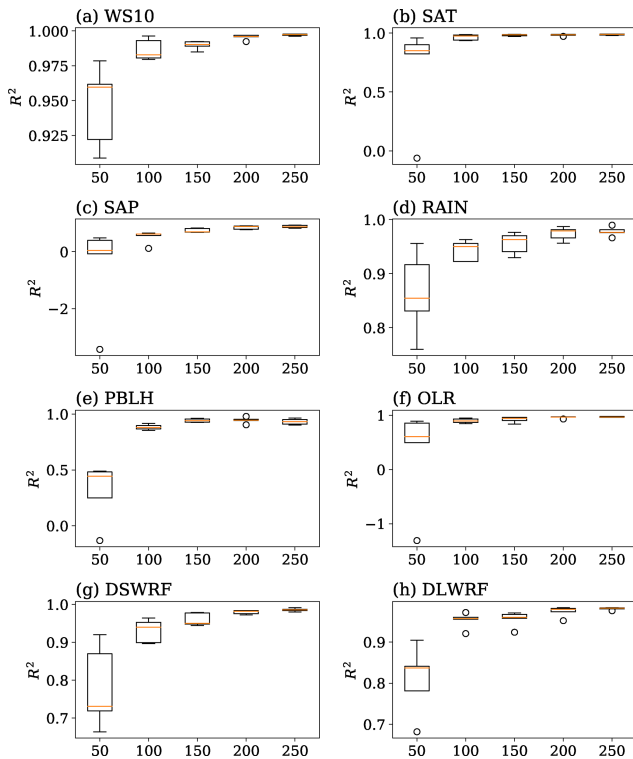 (a) WS10
1.000
0.975
0.950
0.925
R²
50 100 150 200 250
(b) SAT
1.0
0.5
0.0
R²
50 100 150 200 250
(c) SAP
0
−2
R²
50 100 150 200 250
(d) RAIN
1.0
0.9
0.8
R²
50 100 150 200 250
(e) PBLH
1.0
0.5
0.0
R²
50 100 150 200 250
(f) OLR
1
0
−1
R²
50 100 150 200 250
(g) DSWRF
1.0
0.9
0.8
0.7
R²
50 100 150 200 250
(h) DLWRF
0.9
0.8
0.7
R²
50 100 150 200 250